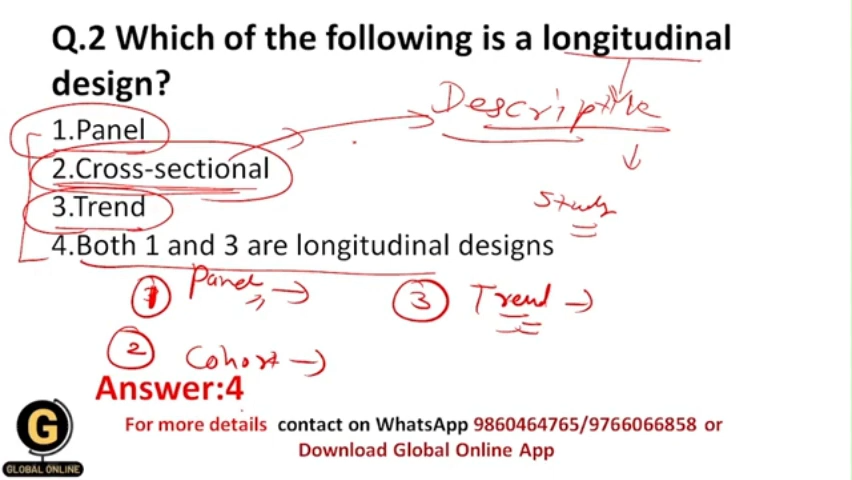 Q.2 Which of the following is a longitudinal
design?
Descriptive
1.Panel
2.Cross-sectional
3.Trend
Study
4.Both 1 and 3 are longitudinal designs
1 Panel
3 Trend
2 Cohort
Answer:4
For more details contact on WhatsApp 9860464765/9766066858 or
Download Global Online App
G
GLOBAL ONLINE